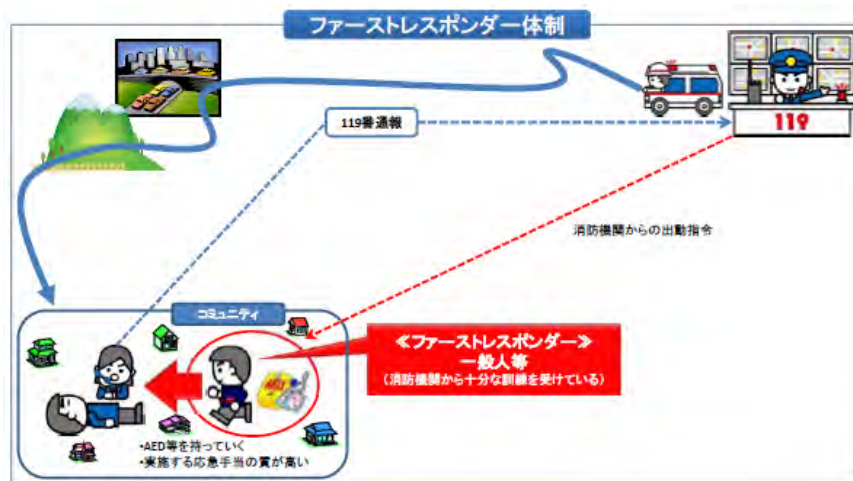 ファーストレスポンダー体制
119番通報
119
消防機関からの出動指令
コミュニティ
≪ファーストレスポンダー≫
一般人等
（消防機関から十分な訓練を受けている）
AED
•AED等を持っていく
•実施する応急手当の質が高い